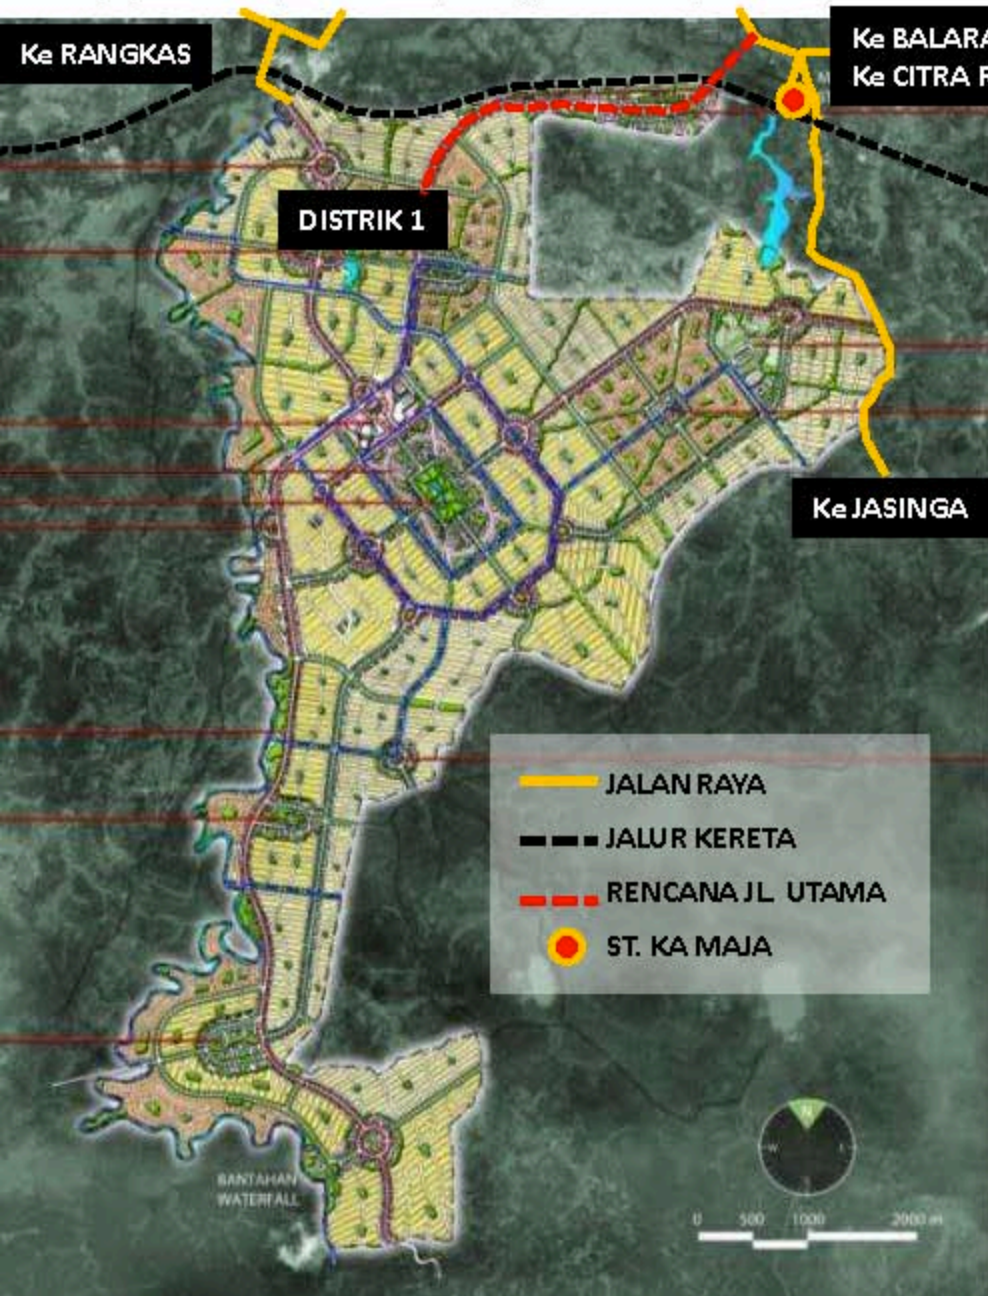 Ke RANGKAS
Ke BALARA
Ke CITRA R
DISTRIK 1
Ke JASINGA
JALAN RAYA
JALUR KERETA
RENCANA JL. UTAMA
ST. KA MAJA
BANTAHAN
WATERFALL
N
W
0 500 1000 2000 m